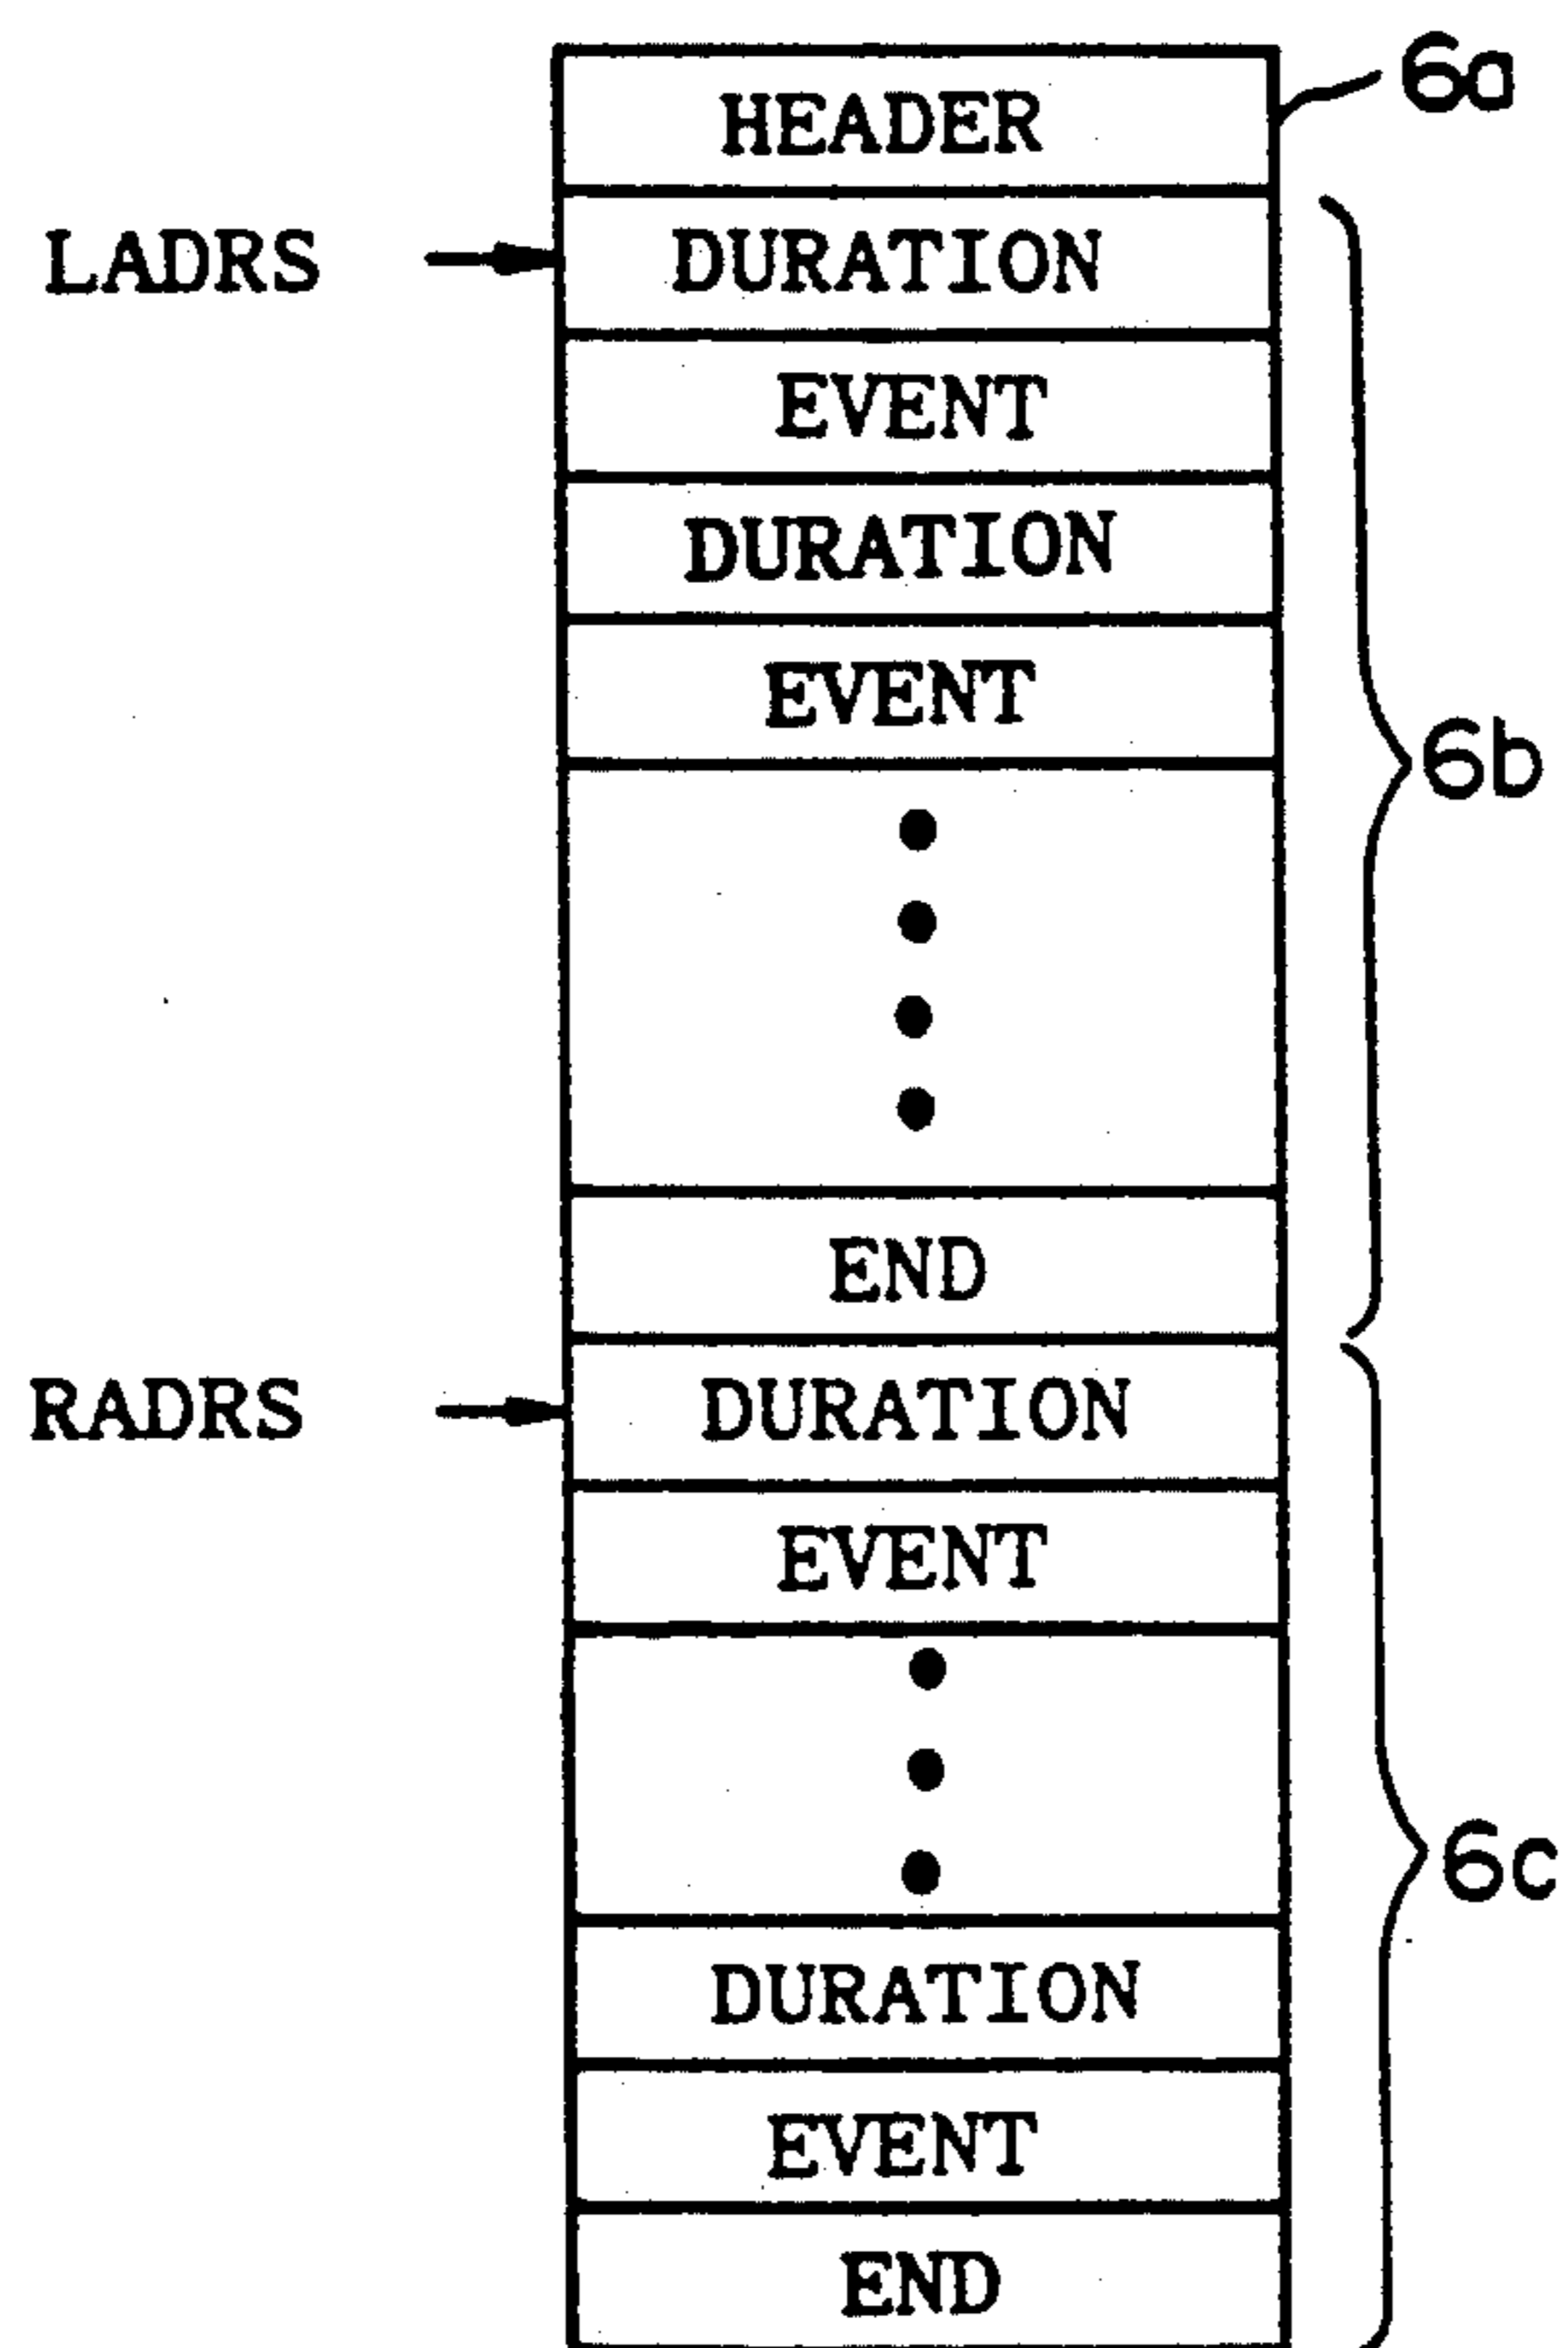 HEADER 6a
LADRS DURATION
EVENT
DURATION
EVENT
6b
END
RADRS DURATION
EVENT
6c
DURATION
EVENT
END